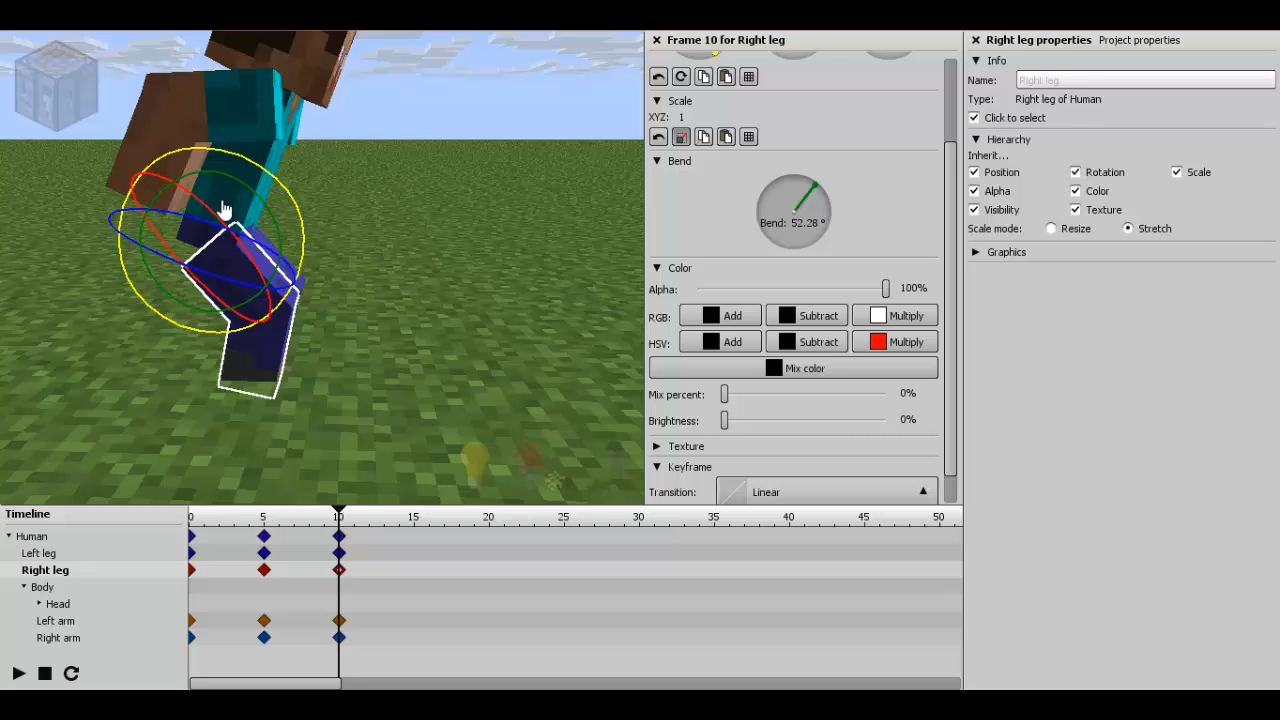 Frame 10 for Right leg
Scale
XYZ: 1
Bend
Bend: 52.28 °
Color
Alpha: 100%
RGB: Add Subtract Multiply
HSV: Add Subtract Multiply
Mix color
Mix percent: 0%
Brightness: 0%
Texture
Keyframe
Transition: Linear
Right leg properties Project properties
Info
Name: Right leg
Type: Right leg of Human
Click to select
Hierarchy
Inherit...
Position Rotation Scale
Alpha Color
Visibility Texture
Scale mode: Resize Stretch
Graphics
Timeline
0 5 10 15 20 25 30 35 40 45 50
Human
Left leg
Right leg
Body
Head
Left arm
Right arm